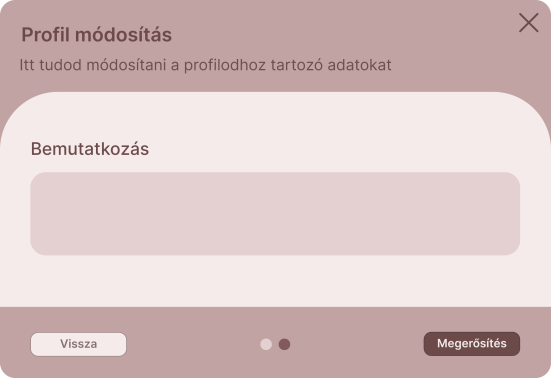 Profil módosítás
Itt tudod módosítani a profilodhoz tartozó adatokat
Bemutatkozás
Vissza
Megerősítés